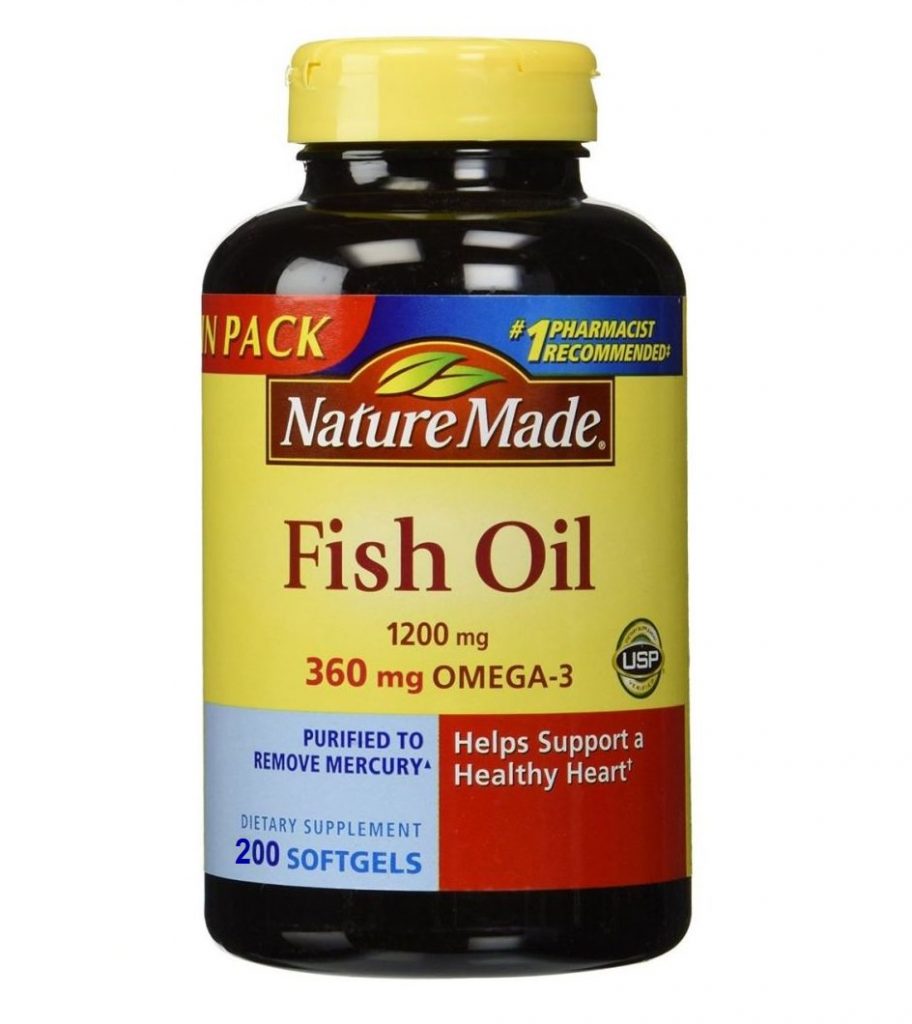 N PACK
#1 PHARMACIST
RECOMMENDED‡
Nature Made®
Fish Oil
1200 mg
360 mg OMEGA-3
USP
VERIFIED
PURIFIED TO
REMOVE MERCURY▲
Helps Support a
Healthy Heart†
DIETARY SUPPLEMENT
200 SOFTGELS